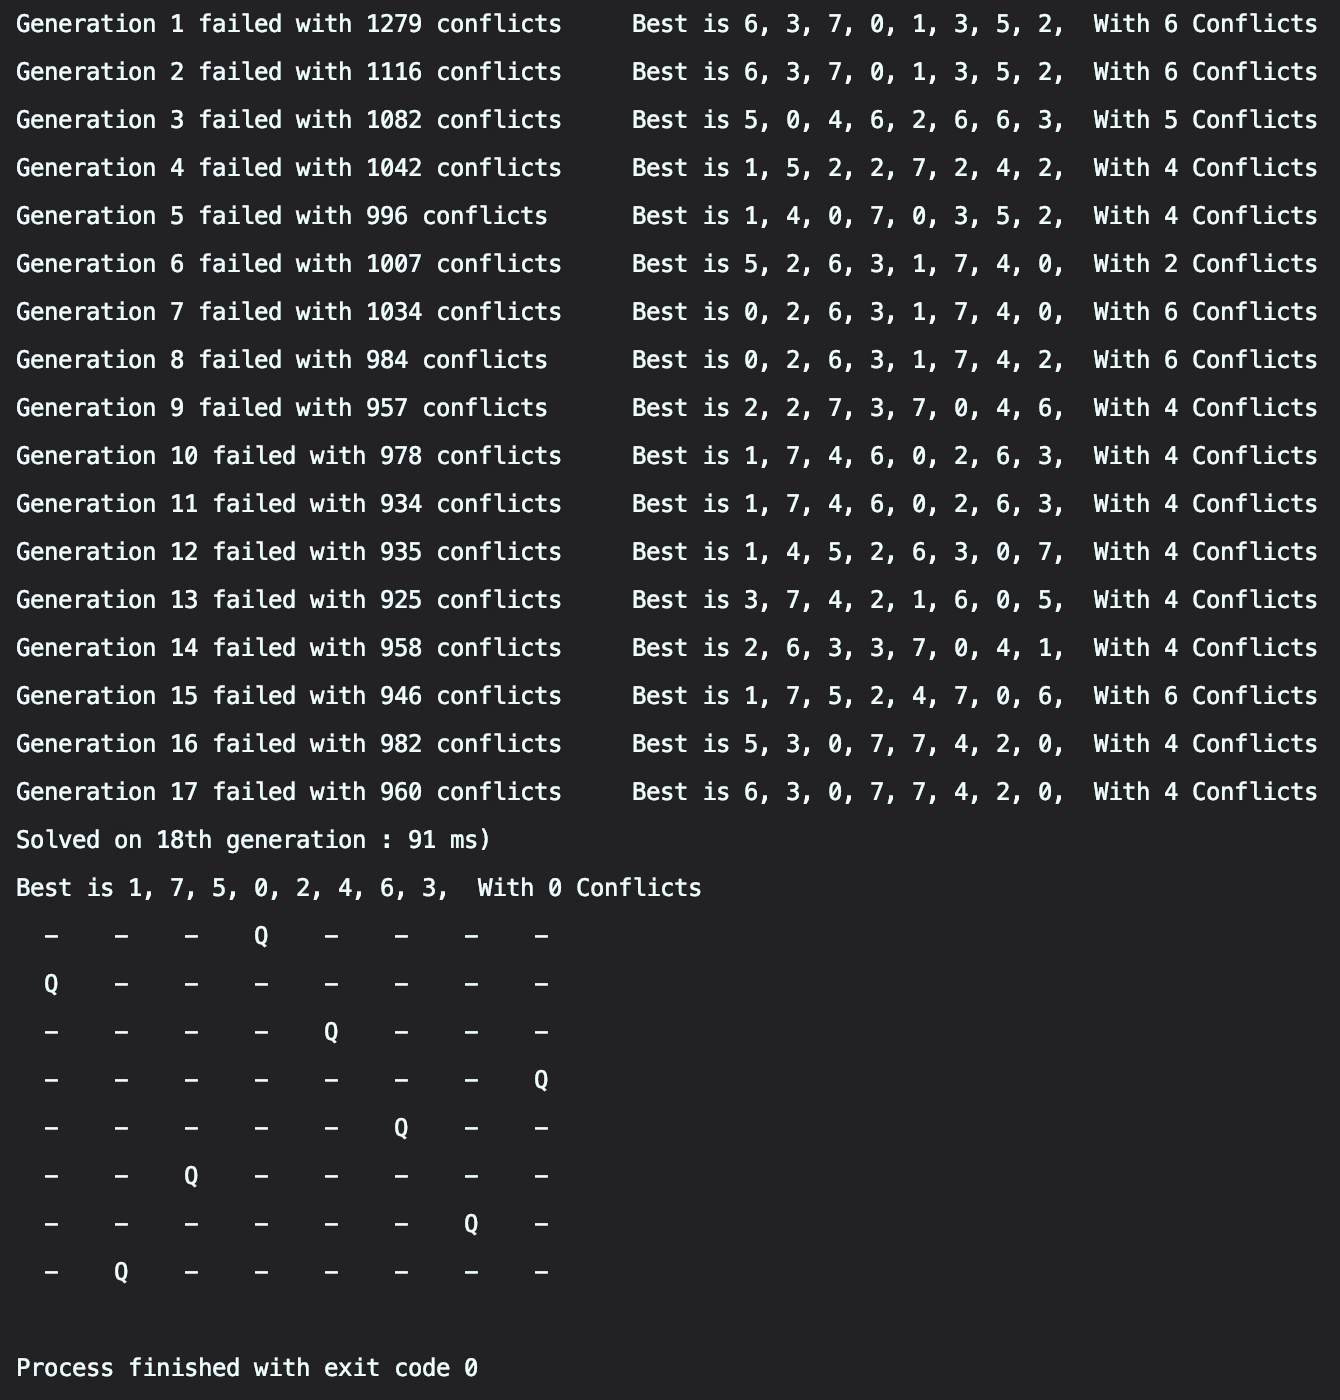 Generation 1 failed with 1279 conflicts     Best is 6, 3, 7, 0, 1, 3, 5, 2,  With 6 Conflicts
Generation 2 failed with 1116 conflicts     Best is 6, 3, 7, 0, 1, 3, 5, 2,  With 6 Conflicts
Generation 3 failed with 1082 conflicts     Best is 5, 0, 4, 6, 2, 6, 6, 3,  With 5 Conflicts
Generation 4 failed with 1042 conflicts     Best is 1, 5, 2, 2, 7, 2, 4, 2,  With 4 Conflicts
Generation 5 failed with 996 conflicts      Best is 1, 4, 0, 7, 0, 3, 5, 2,  With 4 Conflicts
Generation 6 failed with 1007 conflicts     Best is 5, 2, 6, 3, 1, 7, 4, 0,  With 2 Conflicts
Generation 7 failed with 1034 conflicts     Best is 0, 2, 6, 3, 1, 7, 4, 0,  With 6 Conflicts
Generation 8 failed with 984 conflicts      Best is 0, 2, 6, 3, 1, 7, 4, 2,  With 6 Conflicts
Generation 9 failed with 957 conflicts      Best is 2, 2, 7, 3, 7, 0, 4, 6,  With 4 Conflicts
Generation 10 failed with 978 conflicts     Best is 1, 7, 4, 6, 0, 2, 6, 3,  With 4 Conflicts
Generation 11 failed with 934 conflicts     Best is 1, 7, 4, 6, 0, 2, 6, 3,  With 4 Conflicts
Generation 12 failed with 935 conflicts     Best is 1, 4, 5, 2, 6, 3, 0, 7,  With 4 Conflicts
Generation 13 failed with 925 conflicts     Best is 3, 7, 4, 2, 1, 6, 0, 5,  With 4 Conflicts
Generation 14 failed with 958 conflicts     Best is 2, 6, 3, 3, 7, 0, 4, 1,  With 4 Conflicts
Generation 15 failed with 946 conflicts     Best is 1, 7, 5, 2, 4, 7, 0, 6,  With 6 Conflicts
Generation 16 failed with 982 conflicts     Best is 5, 3, 0, 7, 7, 4, 2, 0,  With 4 Conflicts
Generation 17 failed with 960 conflicts     Best is 6, 3, 0, 7, 7, 4, 2, 0,  With 4 Conflicts
Solved on 18th generation : 91 ms)
Best is 1, 7, 5, 0, 2, 4, 6, 3,  With 0 Conflicts
  –    –    –    Q    –    –    –    –
  Q    –    –    –    –    –    –    –
  –    –    –    –    Q    –    –    –
  –    –    –    –    –    –    –    Q
  –    –    –    –    –    Q    –    –
  –    –    Q    –    –    –    –    –
  –    –    –    –    –    –    Q    –
  –    Q    –    –    –    –    –    –
Process finished with exit code 0